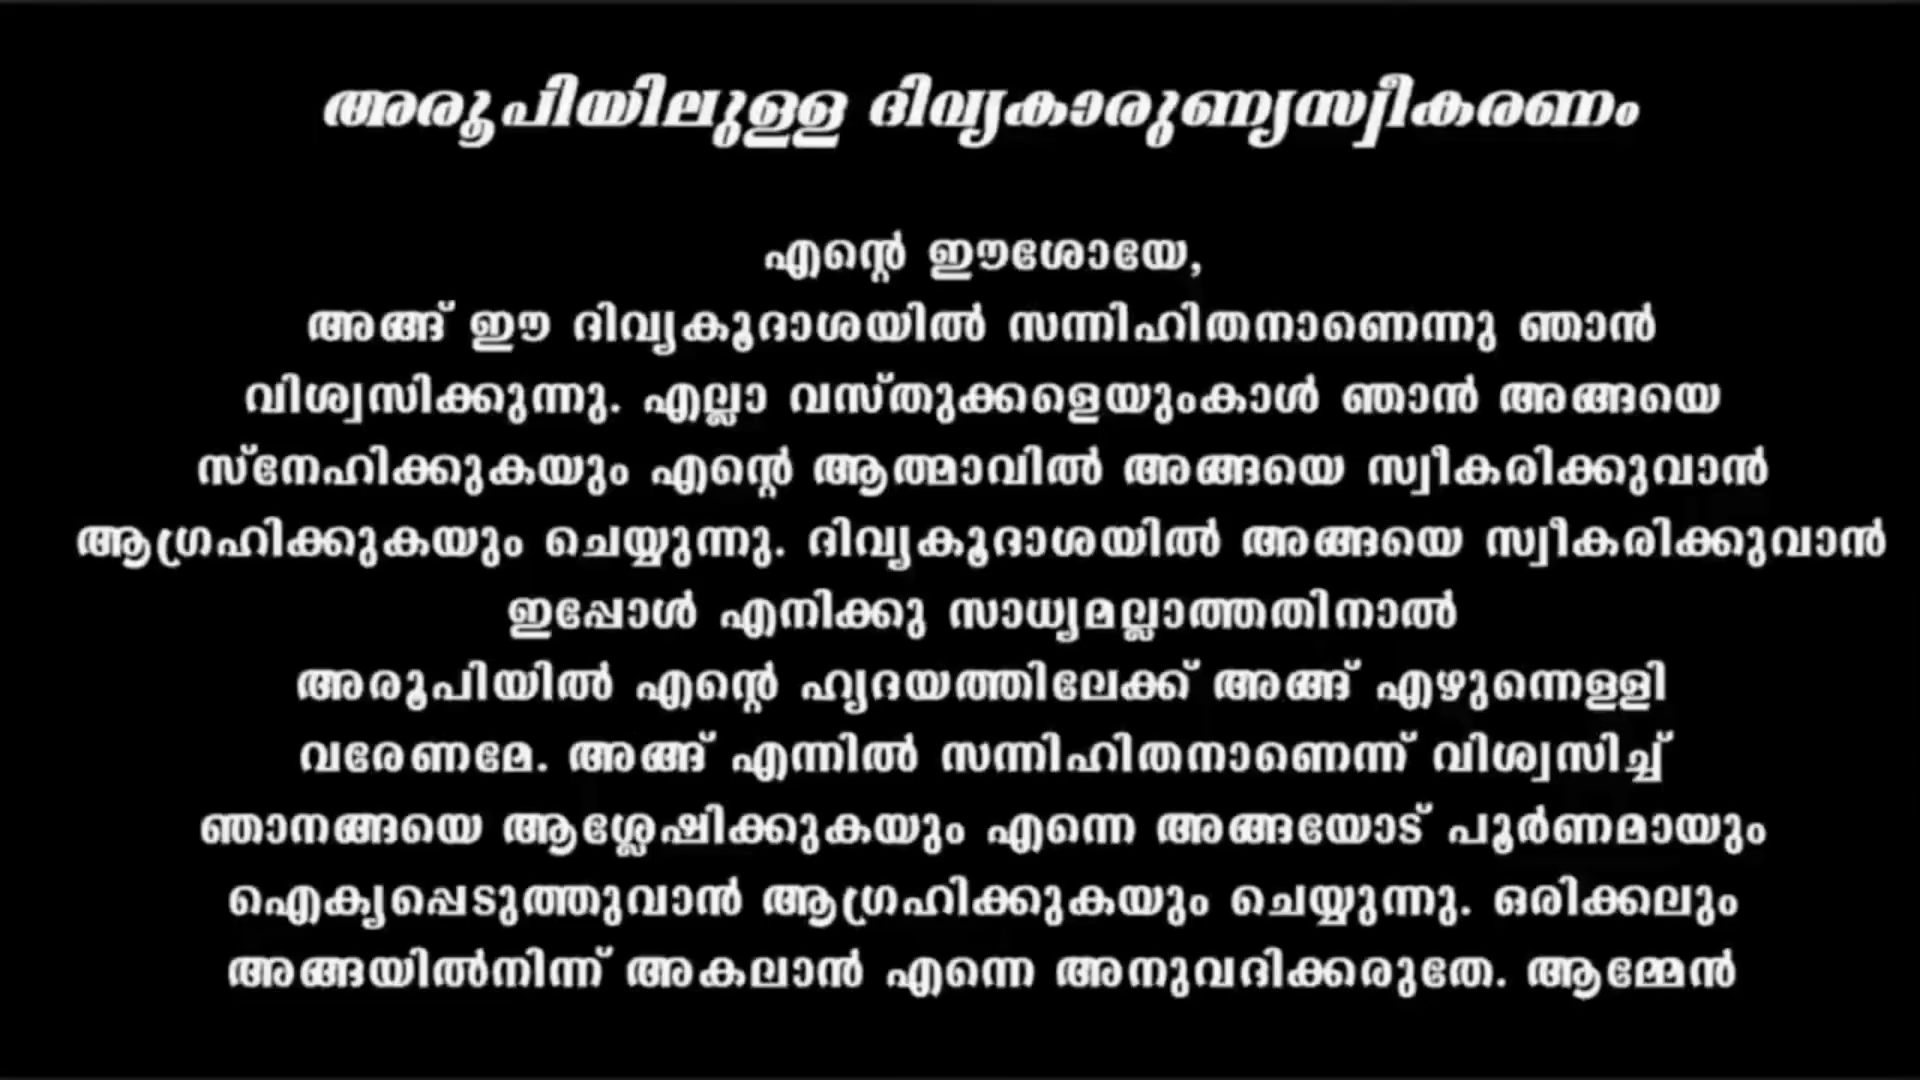 അരൂപിയിലുള്ള ദിവ്യകാരുണ്യസ്വീകരണം
എന്റെ ഈശോയേ,
അങ്ങ് ഈ ദിവ്യകൂദാശയിൽ സന്നിഹിതനാണെന്നു ഞാൻ
വിശ്വസിക്കുന്നു. എല്ലാ വസ്തുക്കളെയുംകാൾ ഞാൻ അങ്ങയെ
സ്നേഹിക്കുകയും എന്റെ ആത്മാവിൽ അങ്ങയെ സ്വീകരിക്കുവാൻ
ആഗ്രഹിക്കുകയും ചെയ്യുന്നു. ദിവ്യകൂദാശയിൽ അങ്ങയെ സ്വീകരിക്കുവാൻ
ഇപ്പോൾ എനിക്കു സാധ്യമല്ലാത്തതിനാൽ
അരൂപിയിൽ എന്റെ ഹൃദയത്തിലേക്ക് അങ്ങ് എഴുന്നെള്ളി
വരേണമേ. അങ്ങ് എന്നിൽ സന്നിഹിതനാണെന്ന് വിശ്വസിച്ച്
ഞാനങ്ങയെ ആശ്ലേഷിക്കുകയും എന്നെ അങ്ങയോട് പൂർണമായും
ഐക്യപ്പെടുത്തുവാൻ ആഗ്രഹിക്കുകയും ചെയ്യുന്നു. ഒരിക്കലും
അങ്ങയിൽനിന്ന് അകലാൻ എന്നെ അനുവദിക്കരുതേ. ആമ്മേൻ